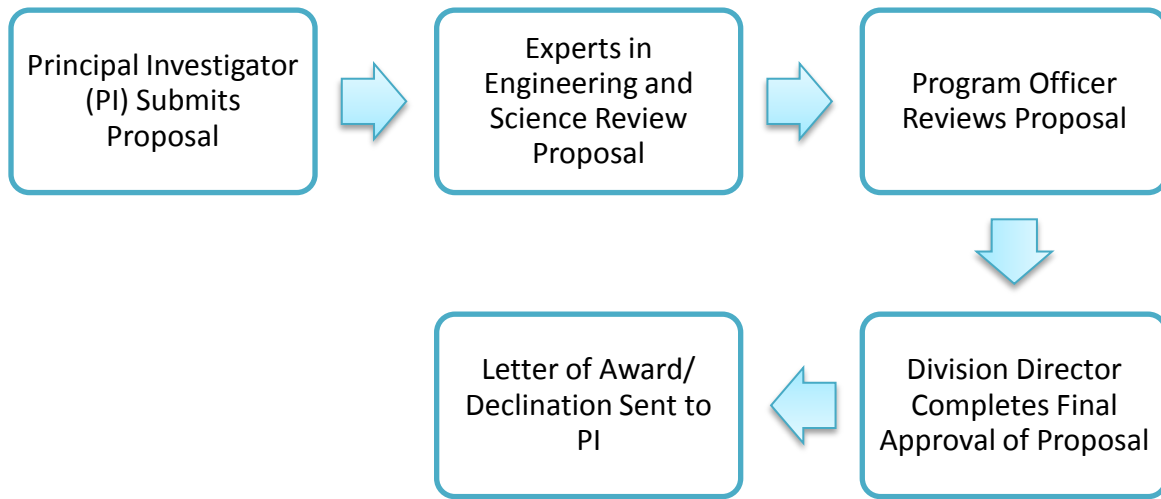 Principal Investigator
(PI) Submits
Proposal
Experts in
Engineering and
Science Review
Proposal
Program Officer
Reviews Proposal
Division Director
Completes Final
Approval of Proposal
Letter of Award/
Declination Sent to
PI